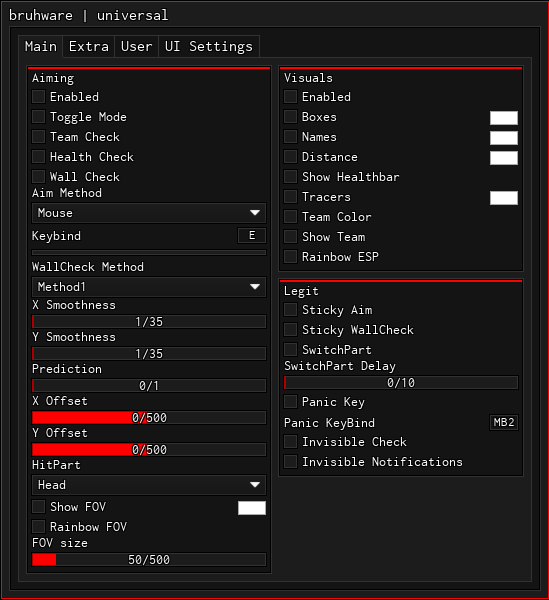 bruhware | universal
Main Extra User UI Settings
Aiming
Enabled
Toggle Mode
Team Check
Health Check
Wall Check
Aim Method
Mouse
Keybind E
WallCheck Method
Method1
X Smoothness
1/35
Y Smoothness
1/35
Prediction
0/1
X Offset
0/500
Y Offset
0/500
HitPart
Head
Show FOV
Rainbow FOV
FOV size
50/500
Visuals
Enabled
Boxes
Names
Distance
Show Healthbar
Tracers
Team Color
Show Team
Rainbow ESP
Legit
Sticky Aim
Sticky WallCheck
SwitchPart
SwitchPart Delay
0/10
Panic Key
Panic KeyBind MB2
Invisible Check
Invisible Notifications